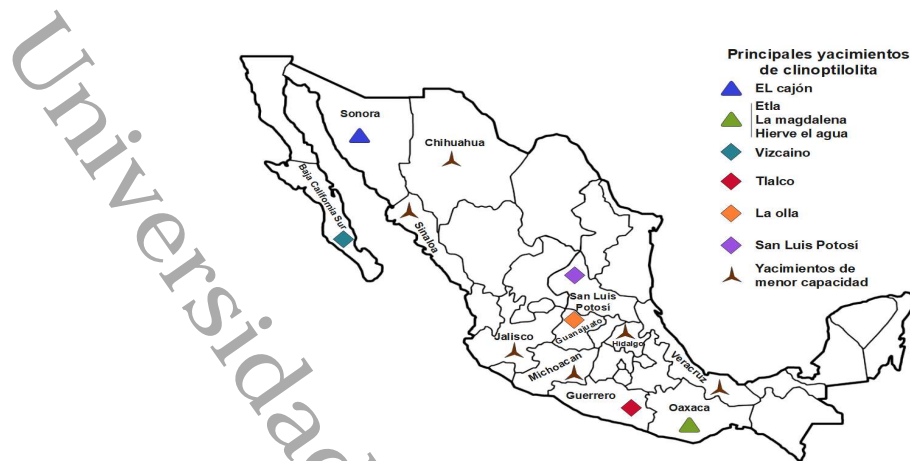 Universidad
Principales yacimientos
de clinoptilolita
EL cajón
Etla
La magdalena
Hierve el agua
Vizcaino
Tlalco
La olla
San Luis Potosi
Yacimientos de
menor capacidad
Sonora
Chihuahua
Baja California Sur
Sinaloa
San Luis
Potosí
Jalisco
Guanajuato
Hidalgo
Michoacan
Veracruz
Guerrero
Oaxaca